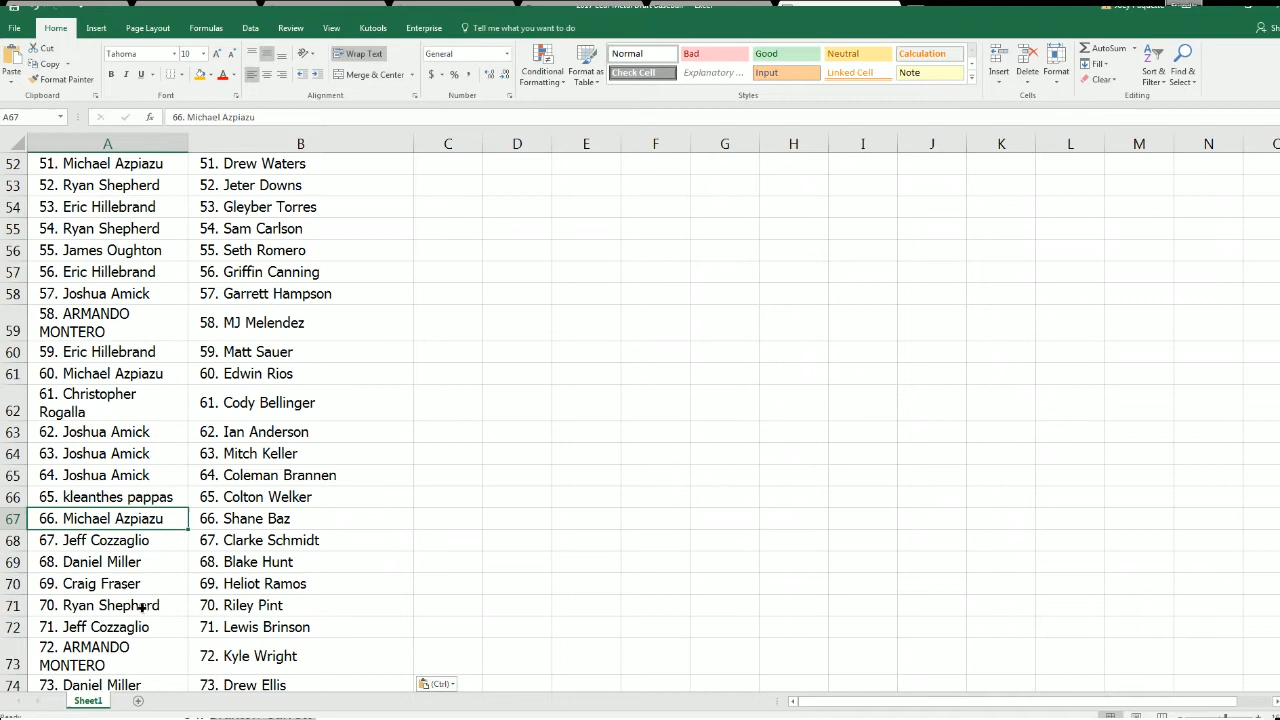 File Home Insert Page Layout Formulas Data Review View Kutools Enterprise Tell me what you want to do
Cut
Copy
Format Painter
Paste
Clipboard
Tahoma 10
Font
Wrap Text
Merge & Center
Alignment
General
$ % ,
Number
Conditional Formatting
Format as Table
Normal Bad Good Neutral Calculation
Check Cell Explanatory ... Input Linked Cell Note
Styles
Insert Delete Format
Cells
AutoSum
Fill
Clear
Sort & Filter
Find & Select
Editing
A67 fx 66. Michael Azpiazu
A B C D E F G H I J K L M N
52 51. Michael Azpiazu 51. Drew Waters
53 52. Ryan Shepherd 52. Jeter Downs
54 53. Eric Hillebrand 53. Gleyber Torres
55 54. Ryan Shepherd 54. Sam Carlson
56 55. James Oughton 55. Seth Romero
57 56. Eric Hillebrand 56. Griffin Canning
58 57. Joshua Amick 57. Garrett Hampson
59 58. ARMANDO MONTERO 58. MJ Melendez
60 59. Eric Hillebrand 59. Matt Sauer
61 60. Michael Azpiazu 60. Edwin Rios
62 61. Christopher Rogalla 61. Cody Bellinger
63 62. Joshua Amick 62. Ian Anderson
64 63. Joshua Amick 63. Mitch Keller
65 64. Joshua Amick 64. Coleman Brannen
66 65. kleanthes pappas 65. Colton Welker
67 66. Michael Azpiazu 66. Shane Baz
68 67. Jeff Cozzaglio 67. Clarke Schmidt
69 68. Daniel Miller 68. Blake Hunt
70 69. Craig Fraser 69. Heliot Ramos
71 70. Ryan Shepherd 70. Riley Pint
72 71. Jeff Cozzaglio 71. Lewis Brinson
73 72. ARMANDO MONTERO 72. Kyle Wright
74 73. Daniel Miller 73. Drew Ellis
(Ctrl)
Sheet1